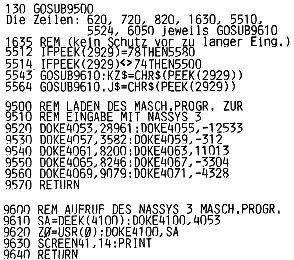 130 GOSUB9500
Die Zeilen: 620, 720, 820, 1630, 5510,
5524, 6050 jeweils GOSUB9610
1635 REM (kein Schutz vor zu langer Eing.)
5512 IFPEEK(2929)=78THEN5580
5514 IFPEEK(2929)<>74THEN5500
5543 GOSUB9610:KZ$=CHR$(PEEK(2929))
5564 GOSUB9610:J$=CHR$(PEEK(2929))
9500 REM LADEN DES MASCH.PROGR. ZUR
9510 REM EINGABE MIT NASSYS 3
9520 DOKE4053,28961:DOKE4055,-12533
9530 DOKE4057,3582:DOKE4059,-312
9540 DOKE4061,8200:DOKE4063,11013
9550 DOKE4065,8246:DOKE4067,-3304
9560 DOKE4069,9079:DOKE4071,-4328
9570 RETURN
9600 REM AUFRUF DES NASSYS 3 MASCH.PROGR.
9610 SA=DEEK(4100):DOKE4100,4053
9620 Z0=USR(0):DOKE4100,SA
9630 SCREEN41,14:PRINT
9640 RETURN